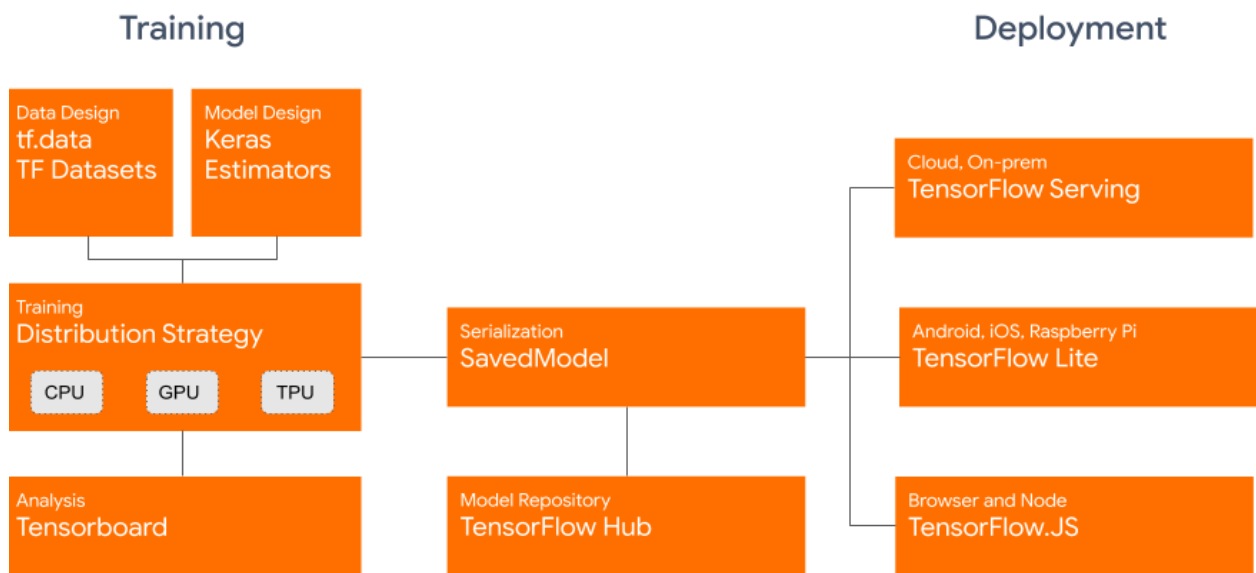 Training
Deployment
Data Design
tf.data
TF Datasets
Model Design
Keras
Estimators
Training
Distribution Strategy
CPU
GPU
TPU
Analysis
Tensorboard
Serialization
SavedModel
Model Repository
TensorFlow Hub
Cloud, On-prem
TensorFlow Serving
Android, iOS, Raspberry Pi
TensorFlow Lite
Browser and Node
TensorFlow.JS